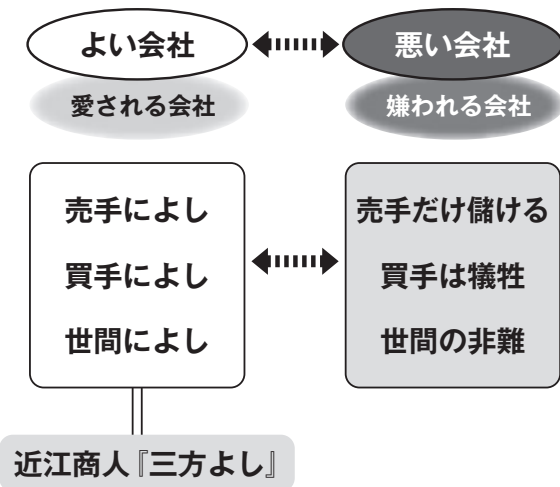 よい会社
悪い会社
愛される会社
嫌われる会社
売手によし
買手によし
世間によし
売手だけ儲ける
買手は犠牲
世間の非難
近江商人『三方よし』